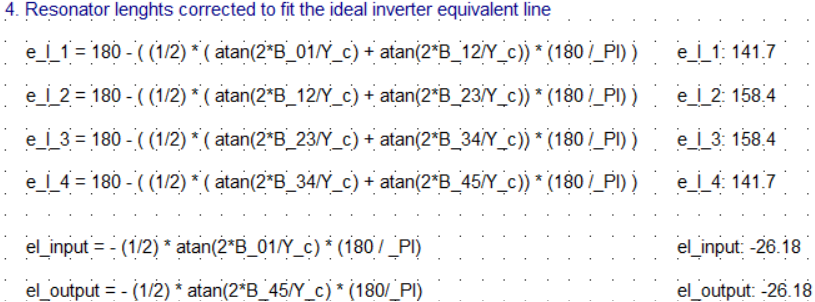 4. Resonator lenghts corrected to fit the ideal inverter equivalent line
e_l_1 = 180 - ( (1/2) * ( atan(2*B_01/Y_c) + atan(2*B_12/Y_c)) * (180 /_PI) ) e_l_1: 141.7
e_l_2 = 180 - ( (1/2) * ( atan(2*B_12/Y_c) + atan(2*B_23/Y_c)) * (180 /_PI) ) e_l_2: 158.4
e_l_3 = 180 - ( (1/2) * ( atan(2*B_23/Y_c) + atan(2*B_34/Y_c)) * (180 /_PI) ) e_l_3: 158.4
e_l_4 = 180 - ( (1/2) * ( atan(2*B_34/Y_c) + atan(2*B_45/Y_c)) * (180 /_PI) ) e_l_4: 141.7
el_input = - (1/2) * atan(2*B_01/Y_c) * (180 / _PI) el_input: -26.18
el_output = - (1/2) * atan(2*B_45/Y_c) * (180/_PI) el_output: -26.18